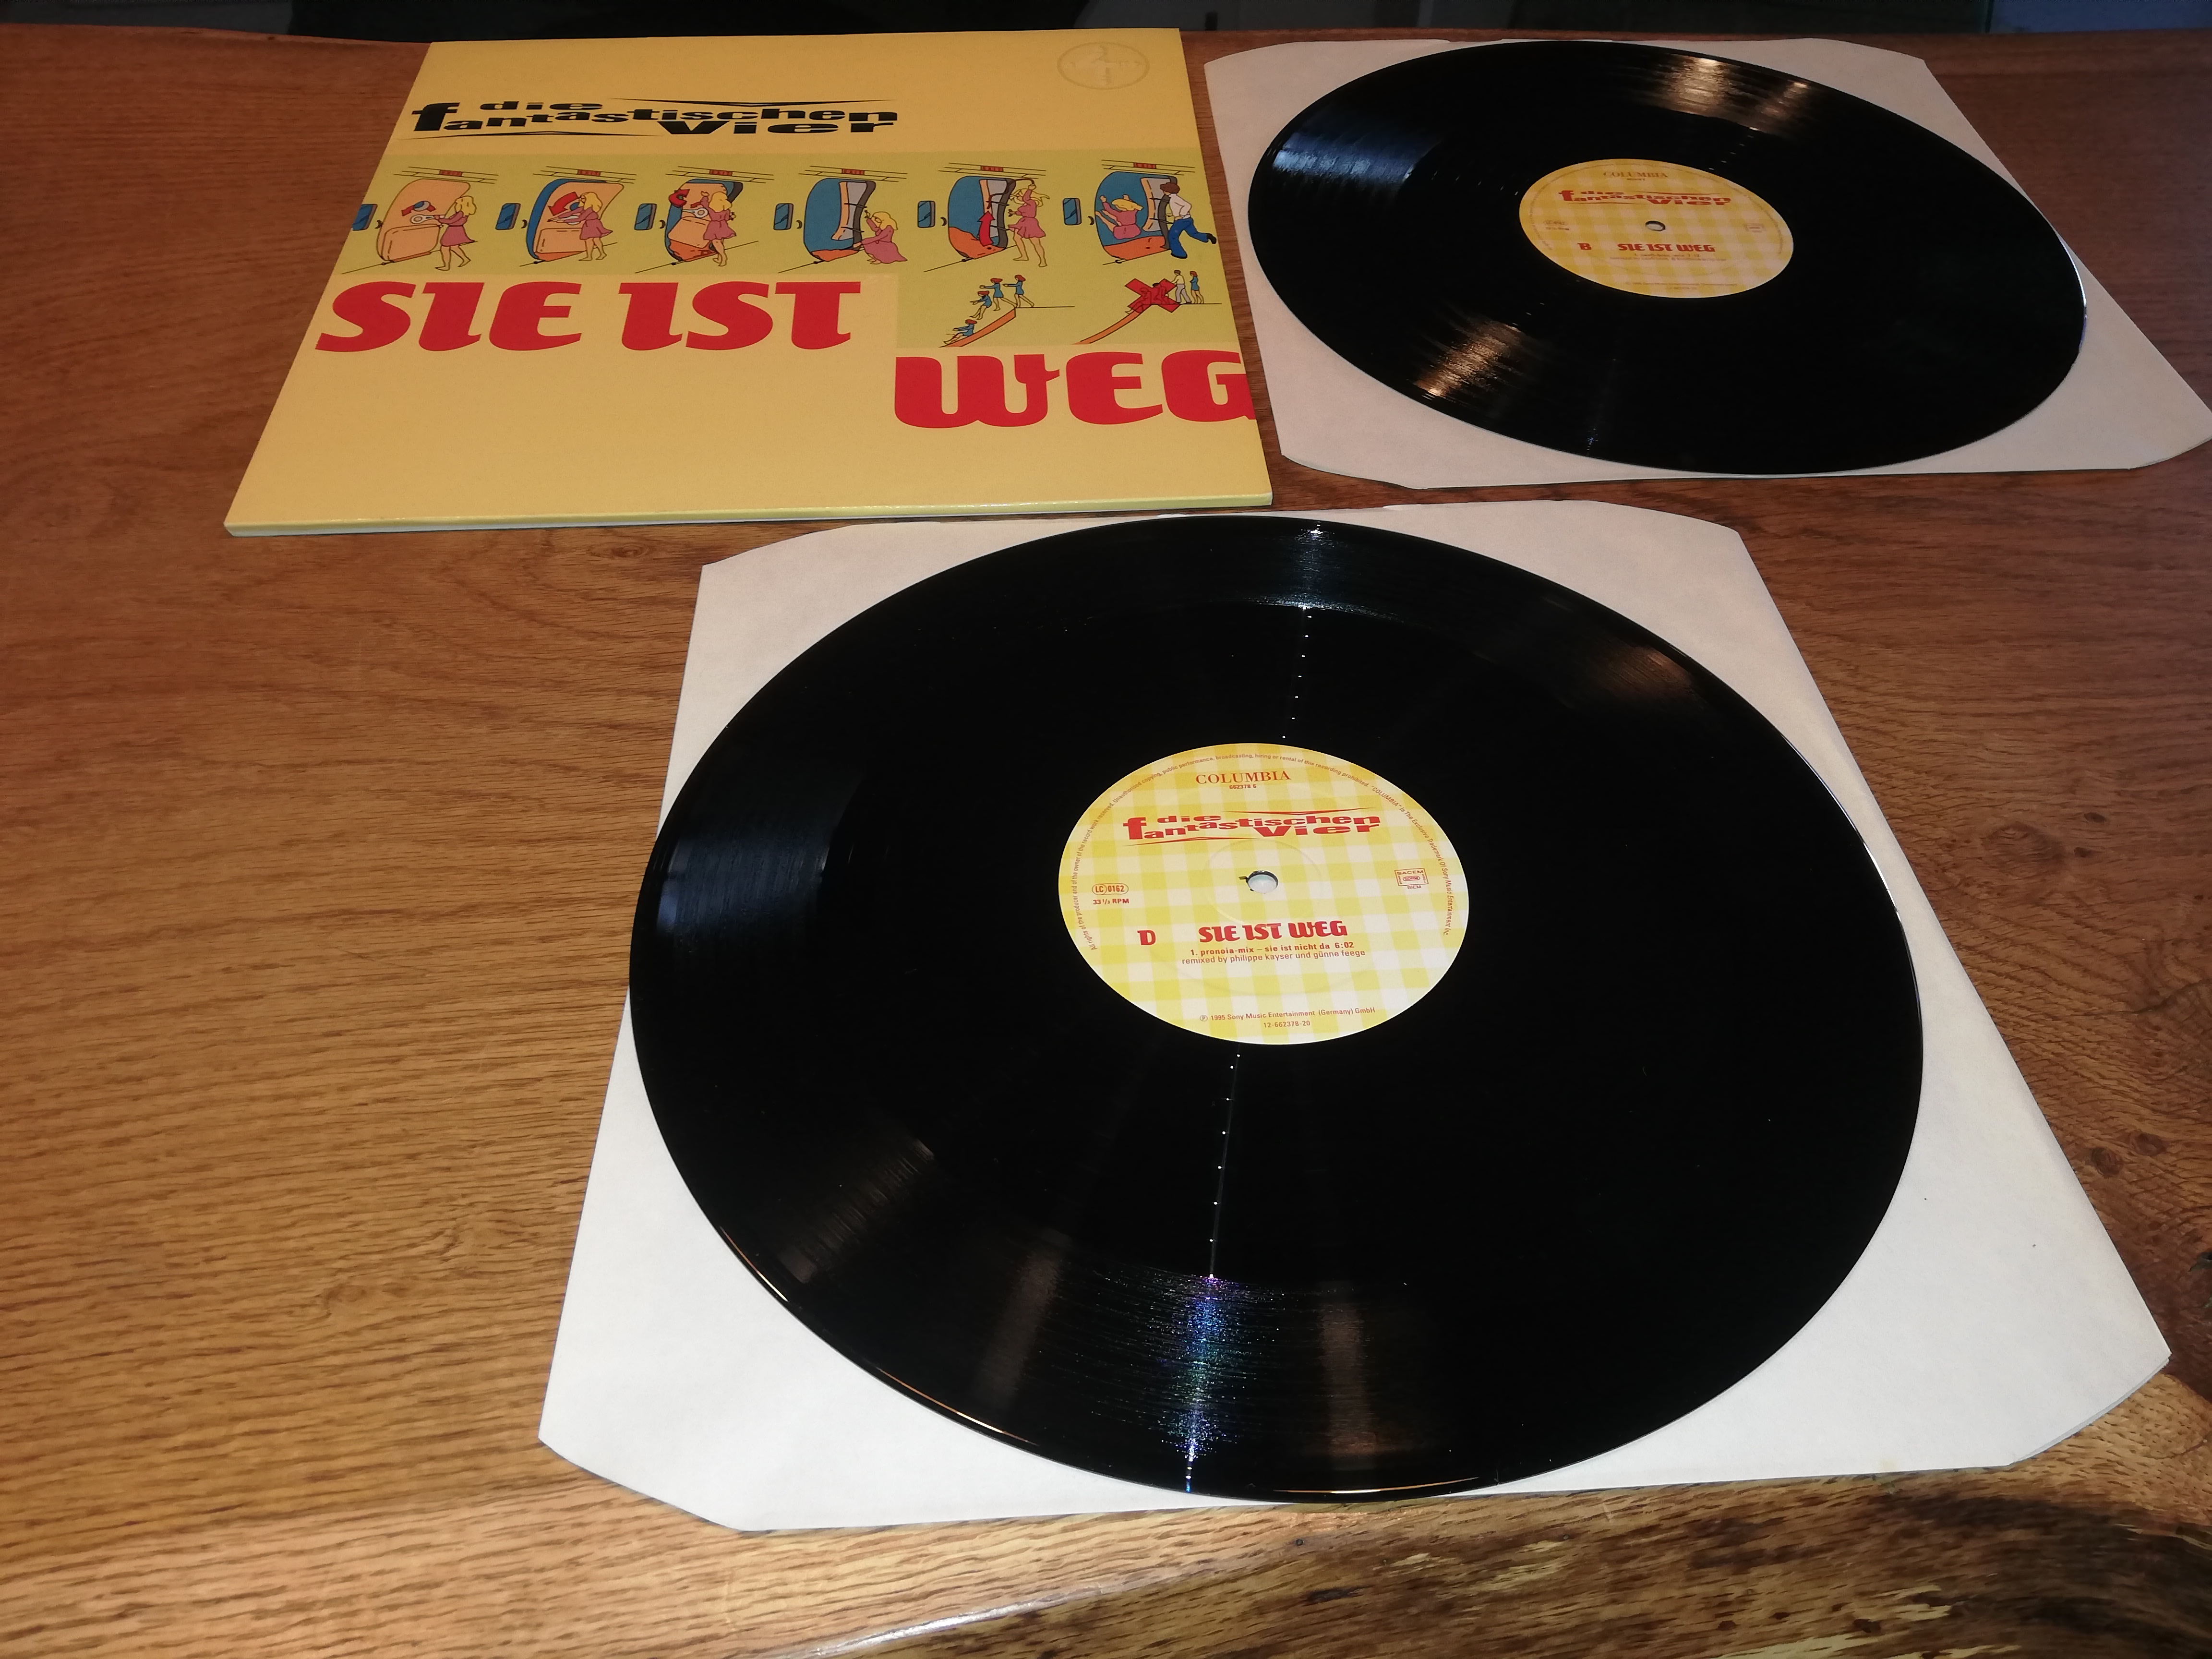 die
fantastischen
Vier
SIE IST
WEG
COLUMBIA
die
fantastischen
Vier
B SIE IST WEG
COLUMBIA
662378 6
die
fantastischen
Vier
LC 0162
33 1/3 RPM
SACEM
D SIE IST WEG
1. pronoia-mix – sie ist nicht da 6:02
remixed by philippe kayser und günne feege
℗ 1995 Sony Music Entertainment (Germany) GmbH
12-662378-20